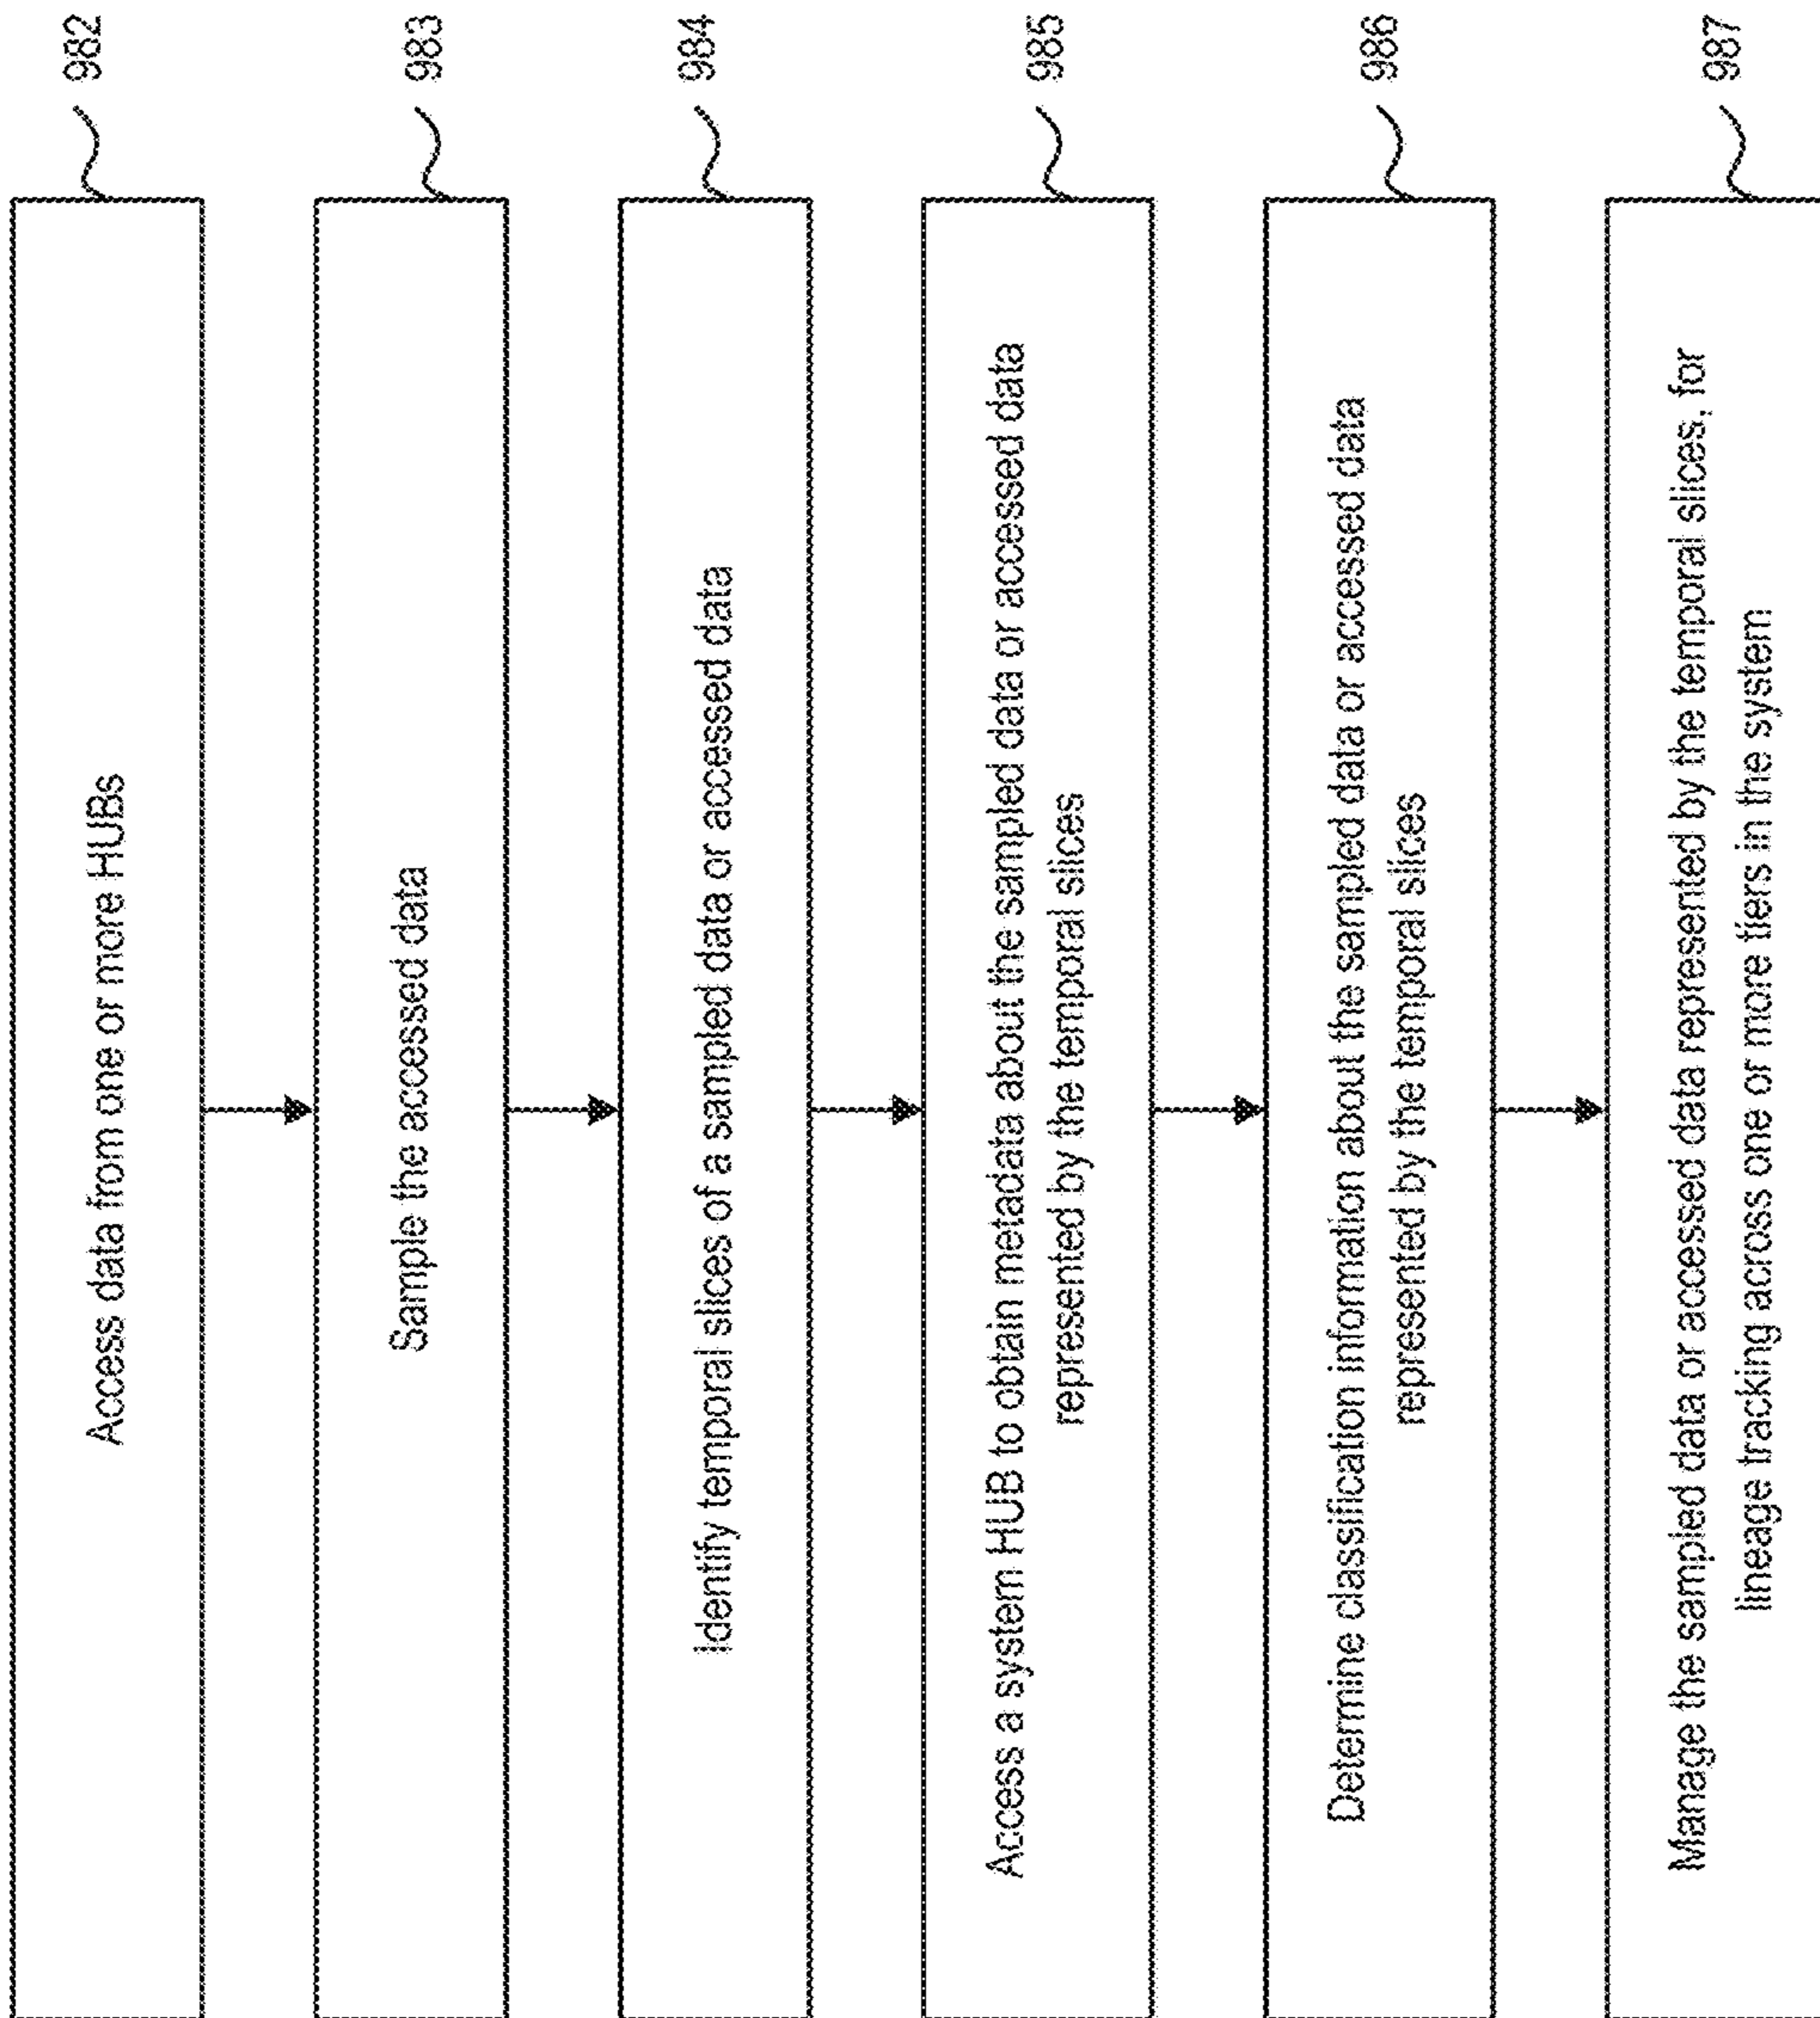 Access data from one or more HUBs
982
Sample the accessed data
983
Identify temporal slices of a sampled data or accessed data
984
Access a system HUB to obtain metadata about the sampled data or accessed data
represented by the temporal slices
985
Determine classification information about the sampled data or accessed data
represented by the temporal slices
986
Manage the sampled data or accessed data represented by the temporal slices, for
lineage tracking across one or more tiers in the system
987